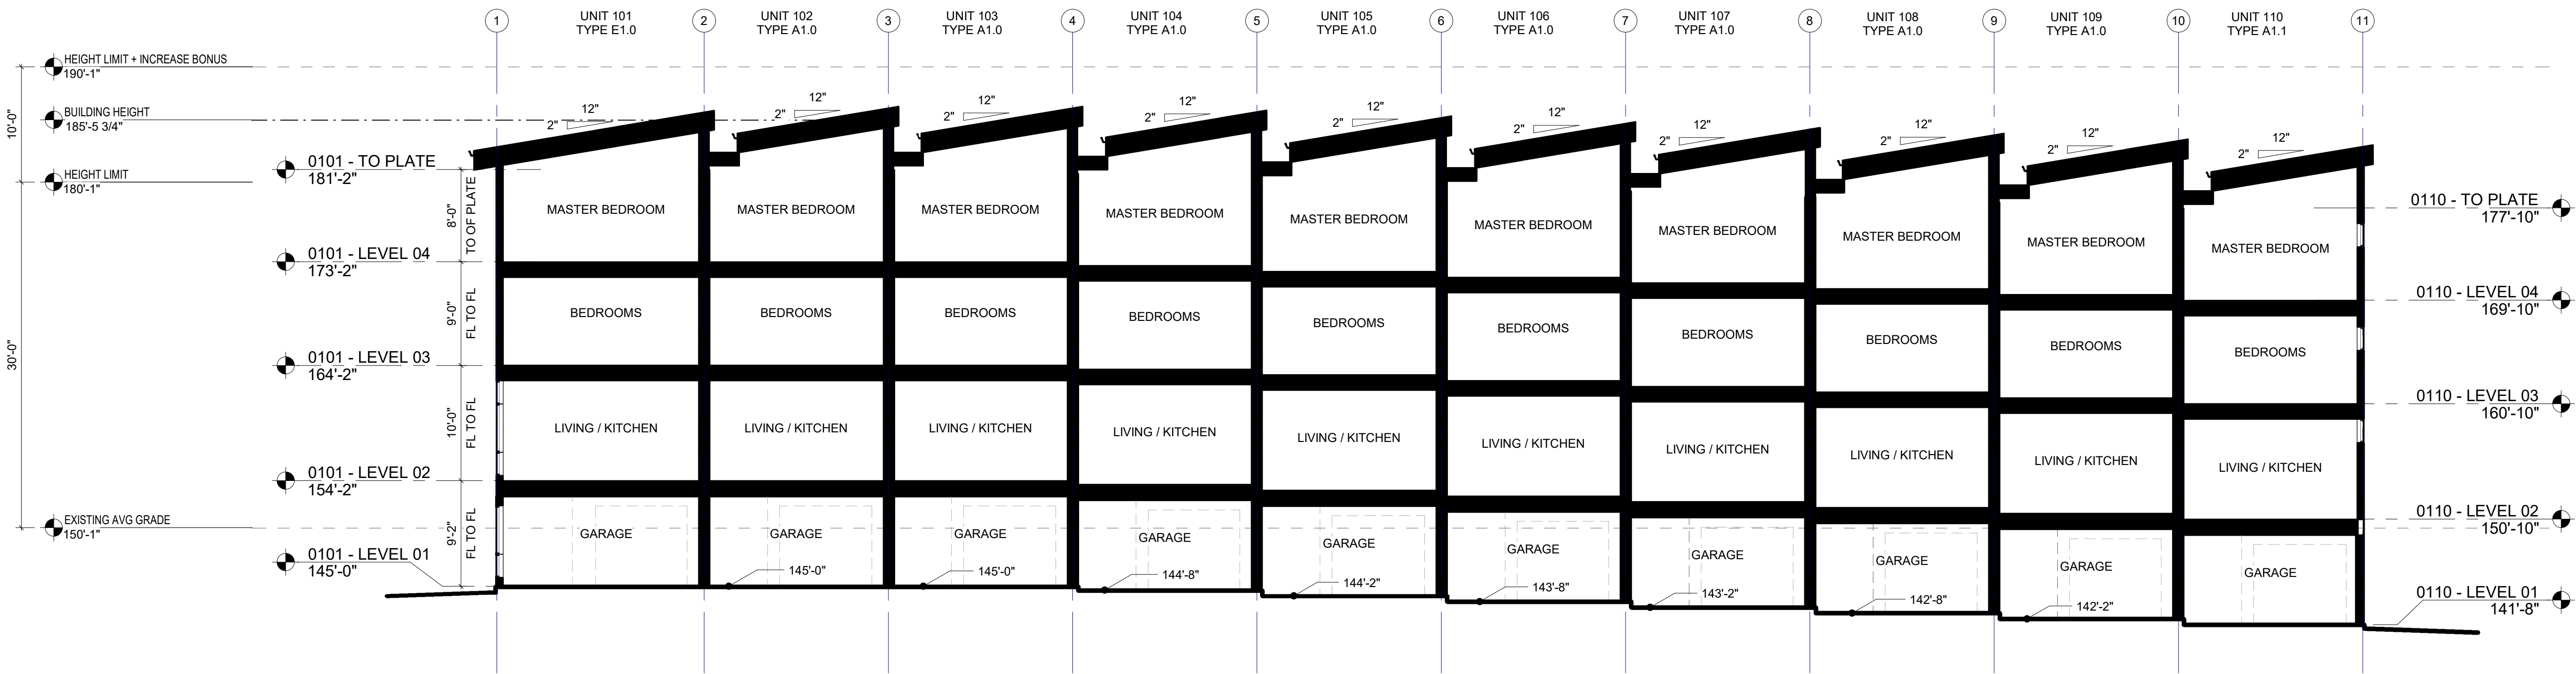 1
UNIT 101
TYPE E1.0
2
UNIT 102
TYPE A1.0
3
UNIT 103
TYPE A1.0
4
UNIT 104
TYPE A1.0
5
UNIT 105
TYPE A1.0
6
UNIT 106
TYPE A1.0
7
UNIT 107
TYPE A1.0
8
UNIT 108
TYPE A1.0
9
UNIT 109
TYPE A1.0
10
UNIT 110
TYPE A1.1
11
HEIGHT LIMIT + INCREASE BONUS
190'-1"
BUILDING HEIGHT
185'-5 3/4"
HEIGHT LIMIT
180'-1"
EXISTING AVG GRADE
150'-1"
10'-0"
30'-0"
0101 - TO PLATE
181'-2"
0101 - LEVEL 04
173'-2"
0101 - LEVEL 03
164'-2"
0101 - LEVEL 02
154'-2"
0101 - LEVEL 01
145'-0"
8'-0"
TO OF PLATE
9'-0"
FL TO FL
10'-0"
FL TO FL
9'-2"
FL TO FL
12"
2"
12"
2"
12"
2"
12"
2"
12"
2"
12"
2"
12"
2"
12"
2"
12"
2"
12"
2"
MASTER BEDROOM
MASTER BEDROOM
MASTER BEDROOM
MASTER BEDROOM
MASTER BEDROOM
MASTER BEDROOM
MASTER BEDROOM
MASTER BEDROOM
MASTER BEDROOM
MASTER BEDROOM
BEDROOMS
BEDROOMS
BEDROOMS
BEDROOMS
BEDROOMS
BEDROOMS
BEDROOMS
BEDROOMS
BEDROOMS
BEDROOMS
LIVING / KITCHEN
LIVING / KITCHEN
LIVING / KITCHEN
LIVING / KITCHEN
LIVING / KITCHEN
LIVING / KITCHEN
LIVING / KITCHEN
LIVING / KITCHEN
LIVING / KITCHEN
LIVING / KITCHEN
GARAGE
GARAGE
GARAGE
GARAGE
GARAGE
GARAGE
GARAGE
GARAGE
GARAGE
GARAGE
145'-0"
145'-0"
144'-8"
144'-2"
143'-8"
143'-2"
142'-8"
142'-2"
0110 - TO PLATE
177'-10"
0110 - LEVEL 04
169'-10"
0110 - LEVEL 03
160'-10"
0110 - LEVEL 02
150'-10"
0110 - LEVEL 01
141'-8"